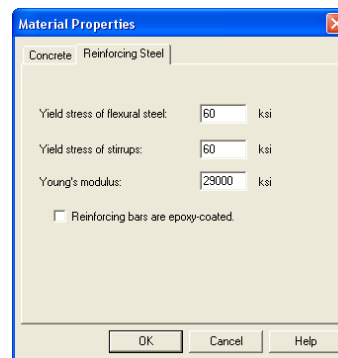 Material Properties
Concrete Reinforcing Steel
Yield stress of flexural steel: 60 ksi
Yield stress of stirrups: 60 ksi
Young's modulus: 29000 ksi
Reinforcing bars are epoxy-coated.
OK Cancel Help